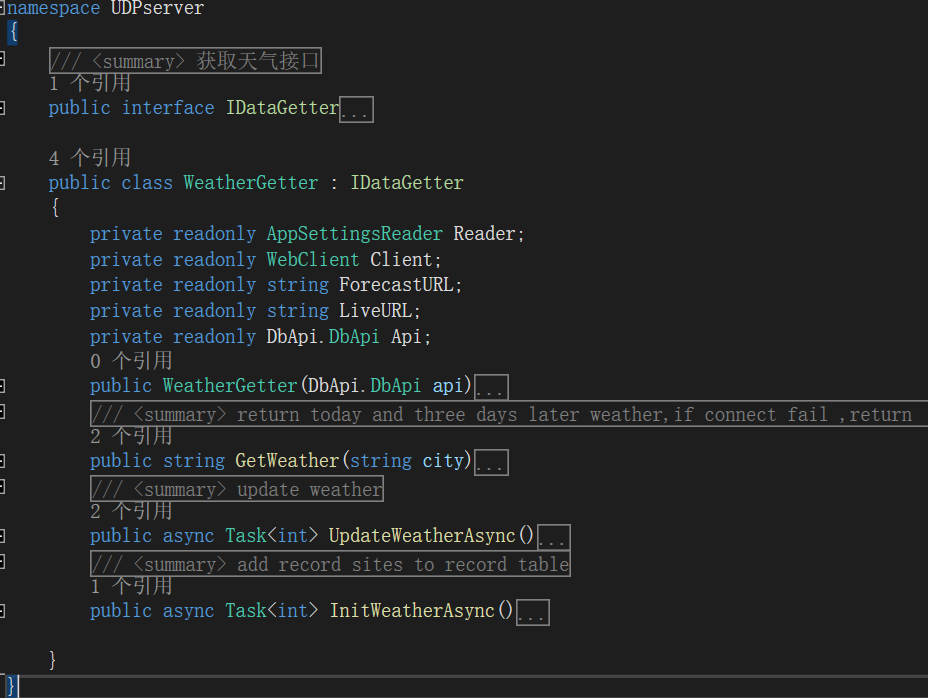 namespace UDPserver
{
/// <summary> 获取天气接口
1 个引用
public interface IDataGetter...
4 个引用
public class WeatherGetter : IDataGetter
{
private readonly AppSettingsReader Reader;
private readonly WebClient Client;
private readonly string ForecastURL;
private readonly string LiveURL;
private readonly DbApi.DbApi Api;
0 个引用
public WeatherGetter(DbApi.DbApi api)...
/// <summary> return today and three days later weather,if connect fail ,return
2 个引用
public string GetWeather(string city)...
/// <summary> update weather
2 个引用
public async Task<int> UpdateWeatherAsync()...
/// <summary> add record sites to record table
1 个引用
public async Task<int> InitWeatherAsync()...
}
}